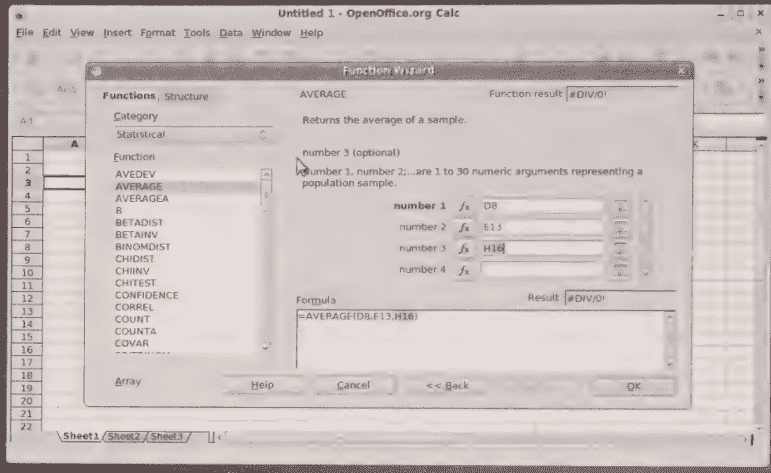 Untitled 1 - OpenOffice.org Calc
File Edit View Insert Format Tools Data Window Help
Function Wizard
Functions Structure
AVERAGE
Function result #DIV/0!
Category
Statistical
Returns the average of a sample.
Function
number 3 (optional)
Number 1, number 2;...are 1 to 30 numeric arguments representing a
population sample.
AVEDEV
AVERAGE
AVERAGEA
B
BETADIST
BETAINV
BINOMDIST
CHIDIST
CHIINV
CHITEST
CONFIDENCE
CORREL
COUNT
COUNTA
COVAR
number 1 fx D8
number 2 fx E13
number 3 fx H16
number 4 fx
Formula
Result #DIV/0!
=AVERAGE(D8,E13,H16)
Array
Help Cancel << Back OK
A1
A K
1
2
3
4
5
6
7
8
9
10
11
12
13
14
15
16
17
18
19
20
21
22
Sheet1 Sheet2 Sheet3